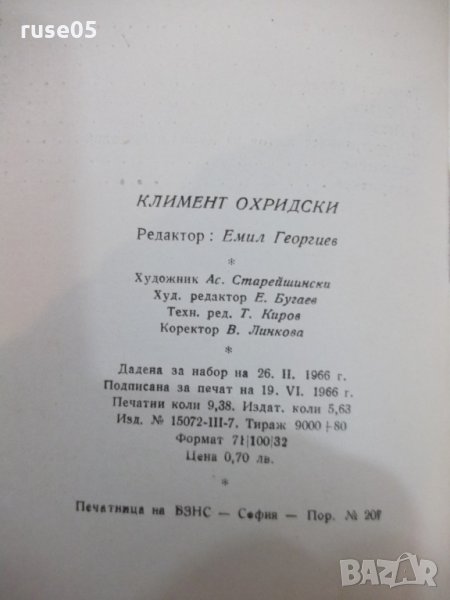 ruse05
КЛИМЕНТ ОХРИДСКИ
Редактор : Емил Георгиев
*
Художник Ас. Старейшински
Худ. редактор Е. Бугаев
Техн. ред. Т. Киров
Коректор В. Линкова
*
Дадена за набор на 26. II. 1966 г.
Подписана за печат на 19. VI. 1966 г.
Печатни коли 9,38. Издат. коли 5,63
Изд. № 15072-III-7. Тираж 9000+80
Формат 71|100|32
Цена 0,70 лв.
*
Печатница на БЗНС — София — Пор. № 207
BAZAR
.bg